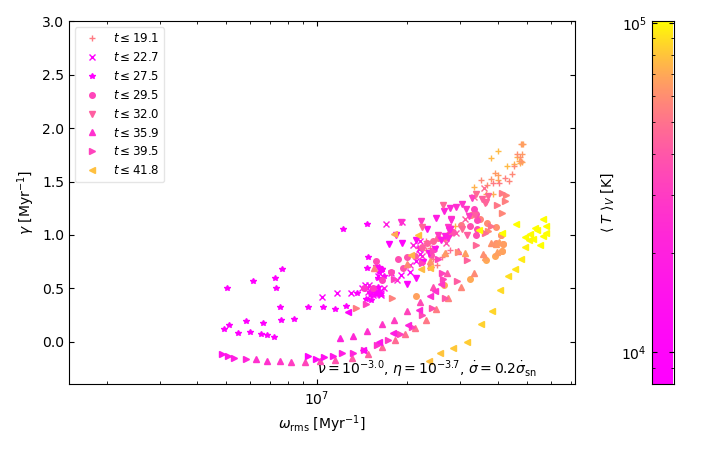 3.0
2.5
2.0
1.5
1.0
0.5
0.0
γ [Myr⁻¹]
t ≤ 19.1
t ≤ 22.7
t ≤ 27.5
t ≤ 29.5
t ≤ 32.0
t ≤ 35.9
t ≤ 39.5
t ≤ 41.8
ν = 10⁻³·⁰, η = 10⁻³·⁷, σ̇ = 0.2σ̇sn
10⁷
ωrms [Myr⁻¹]
⟨ T ⟩V [K]
10⁵
10⁴